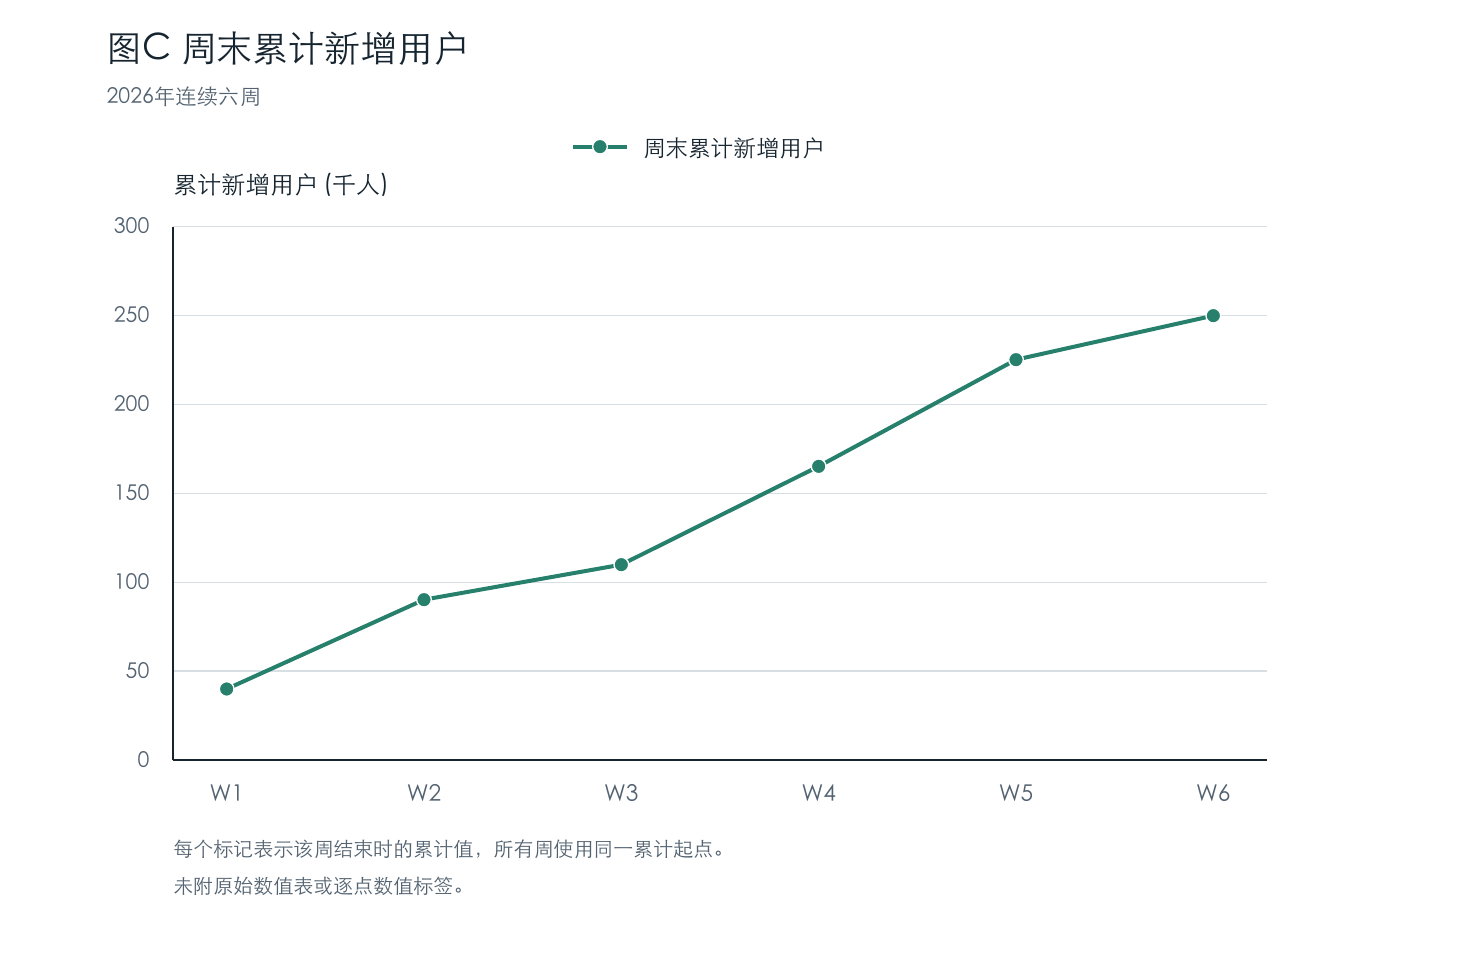 图C 周末累计新增用户
2026年连续六周
周末累计新增用户
累计新增用户 (千人)
300
250
200
150
100
50
0
W1 W2 W3 W4 W5 W6
每个标记表示该周结束时的累计值，所有周使用同一累计起点。
未附原始数值表或逐点数值标签。